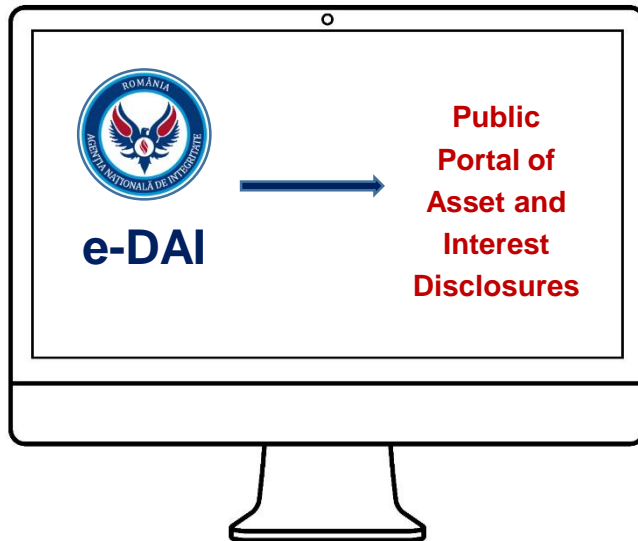 ROMÂNIA
AGENȚIA NAȚIONALĂ DE INTEGRITATE
e-DAI
Public
Portal of
Asset and
Interest
Disclosures